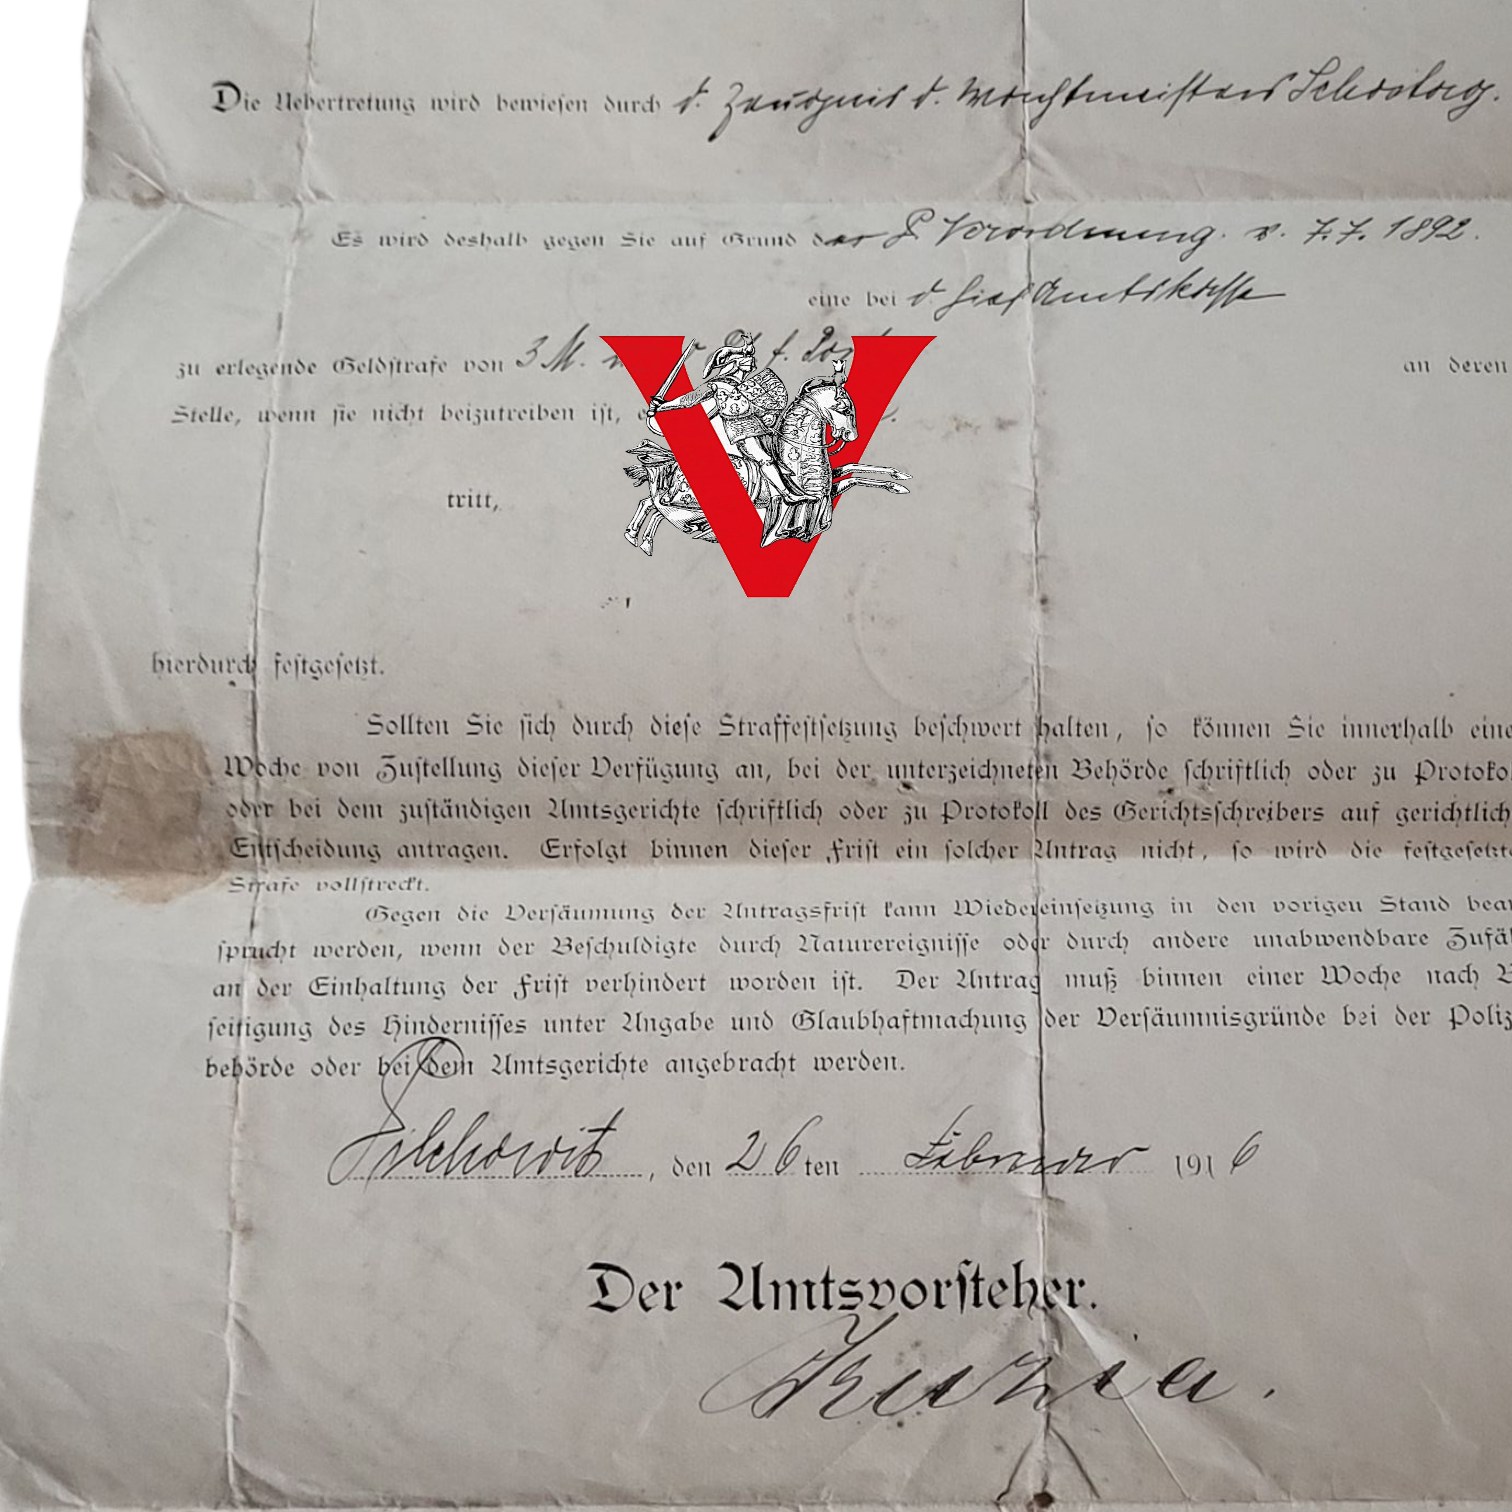 Die Uebertretung wird bewiesen durch d. Zeugnis d. Wachtmeisters
Es wird deshalb gegen Sie auf Grund der P Verordnung. v. 7.7.1892.
eine bei d hies Amtskasse
zu erlegende Geldstrafe von 3 M. an deren
Stelle, wenn sie nicht beizutreiben ist,
tritt,
hierdurch festgesetzt.
Sollten Sie sich durch diese Straffestsetzung beschwert halten, so können Sie innerhalb eine
Woche von Zustellung dieser Verfügung an, bei der unterzeichneten Behörde schriftlich oder zu Protoko
oder bei dem zuständigen Amtsgerichte schriftlich oder zu Protokoll des Gerichtsschreibers auf gerichtlich
Entscheidung antragen. Erfolgt binnen dieser Frist ein solcher Antrag nicht, so wird die festgesetzte
Strafe vollstreckt.
Gegen die Versäumung der Antragsfrist kann Wiedereinsetzung in den vorigen Stand bean
sprucht werden, wenn der Beschuldigte durch Naturereignisse oder durch andere unabwendbare Zufäl
an der Einhaltung der Frist verhindert worden ist. Der Antrag muß binnen einer Woche nach B
seitigung des Hindernisses unter Angabe und Glaubhaftmachung der Versäumnisgründe bei der Poliz
behörde oder bei dem Amtsgerichte angebracht werden.
Pilchowitz, den 26ten Februar 1916
Der Amtsvorsteher.
V